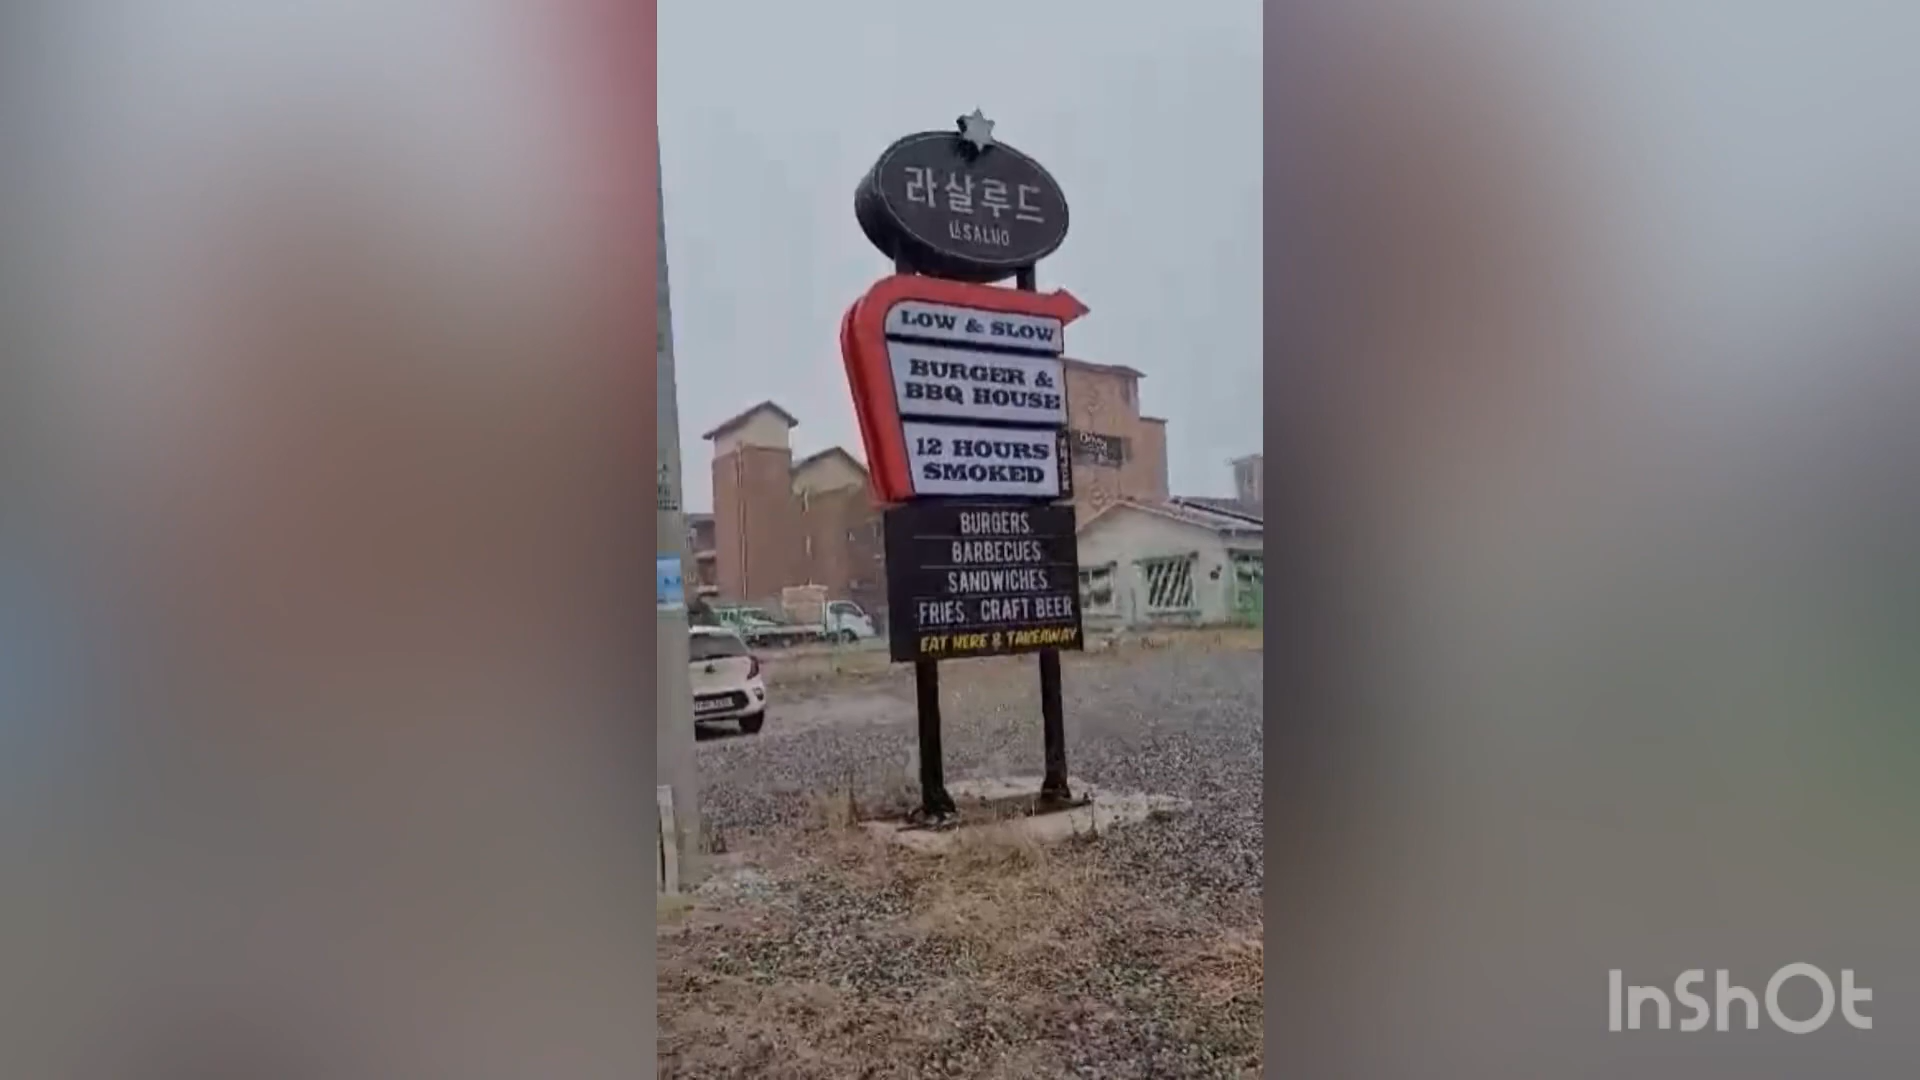 라살루드
LASALUD
LOW & SLOW
BURGER &
BBQ HOUSE
12 HOURS
SMOKED
BURGERS.
BARBECUES
SANDWICHES.
FRIES. CRAFT BEER
EAT HERE & TAKEAWAY
InShOt